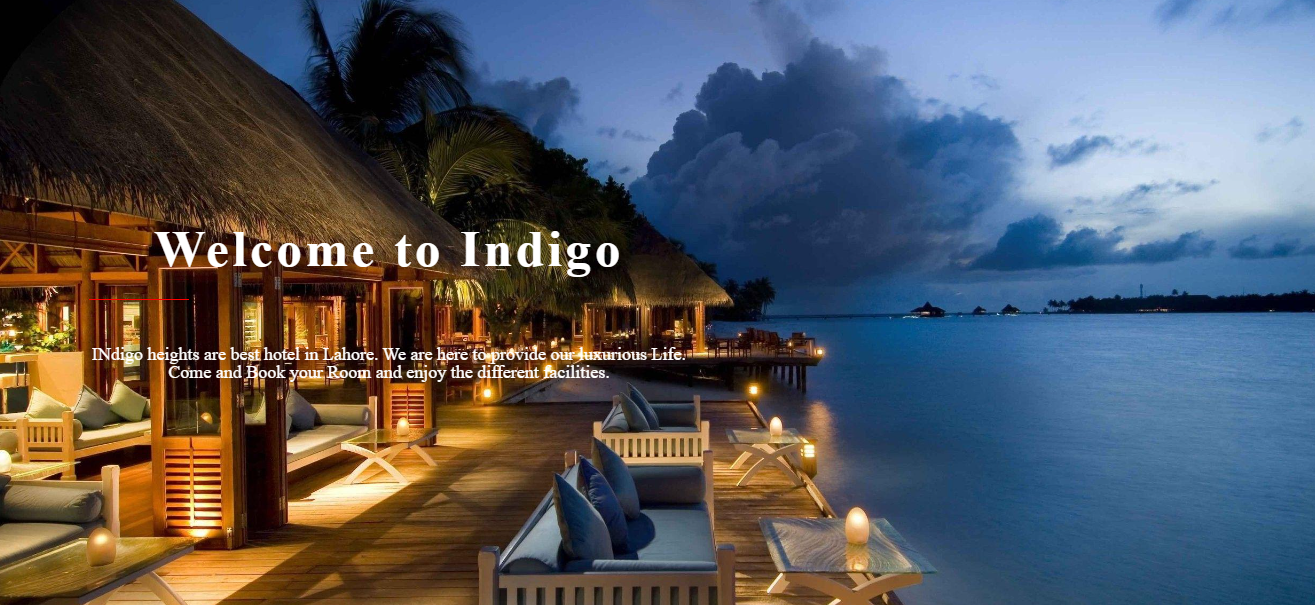 Welcome to Indigo
INdigo heights are best hotel in Lahore. We are here to provide our luxurious Life.
Come and Book your Room and enjoy the different facilities.